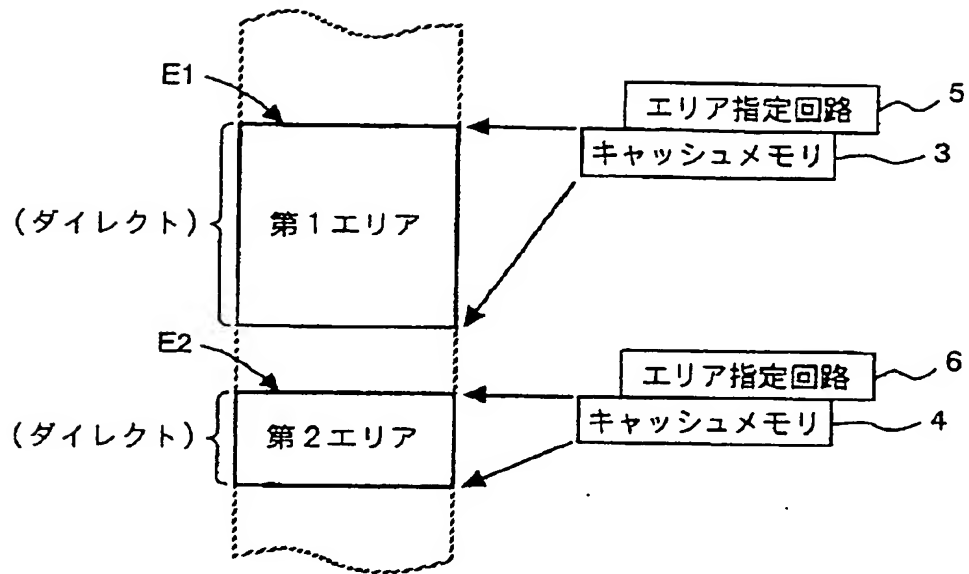 E1
エリア指定回路
5
キャッシュメモリ
3
(ダイレクト)
第1エリア
E2
エリア指定回路
6
キャッシュメモリ
4
(ダイレクト)
第2エリア